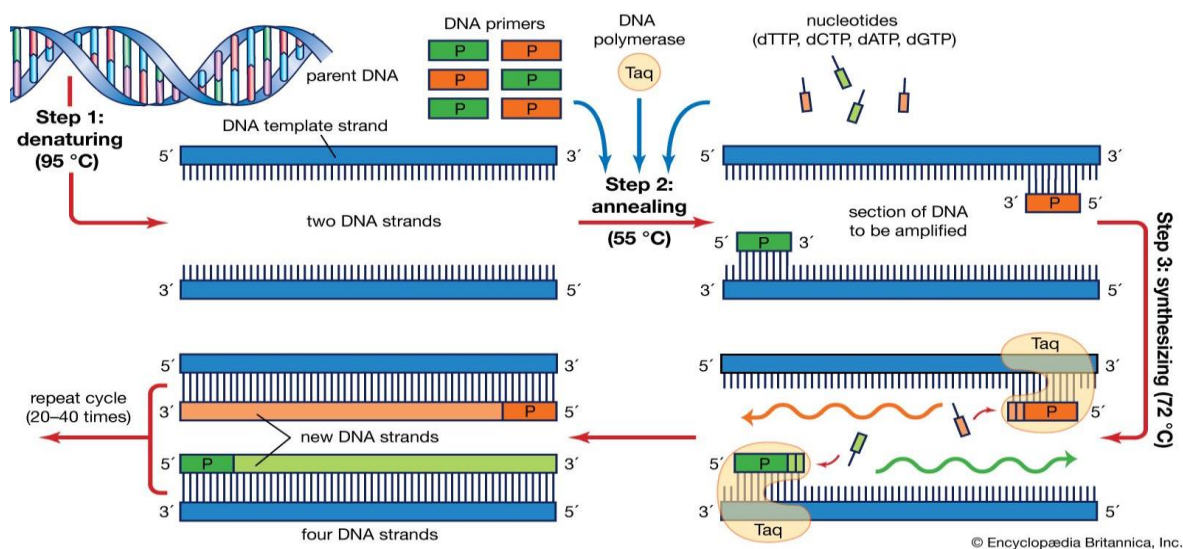 DNA primers
P P
P P
P P
DNA
polymerase
Taq
nucleotides
(dTTP, dCTP, dATP, dGTP)
parent DNA
Step 1:
denaturing
(95 °C)
DNA template strand
5´ 3´
two DNA strands
3´ 5´
Step 2:
annealing
(55 °C)
5´ 3´
3´ P 5´
section of DNA
to be amplified
5´ P 3´
3´ 5´
Step 3: synthesizing (72 °C)
Taq
5´ 3´
P 5´
5´ P
3´ 5´
Taq
5´ 3´
3´ P 5´
new DNA strands
5´ P 3´
3´ 5´
four DNA strands
repeat cycle
(20–40 times)
© Encyclopædia Britannica, Inc.